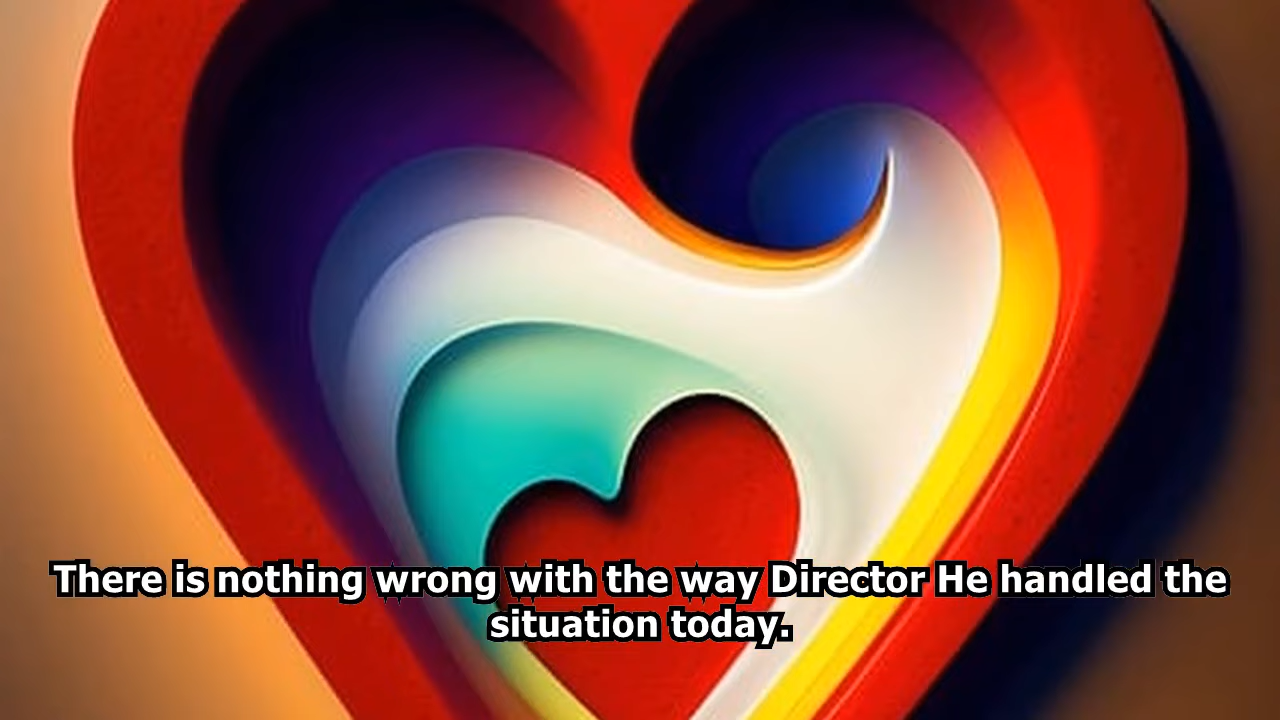 There is nothing wrong with the way Director He handled the
situation today.